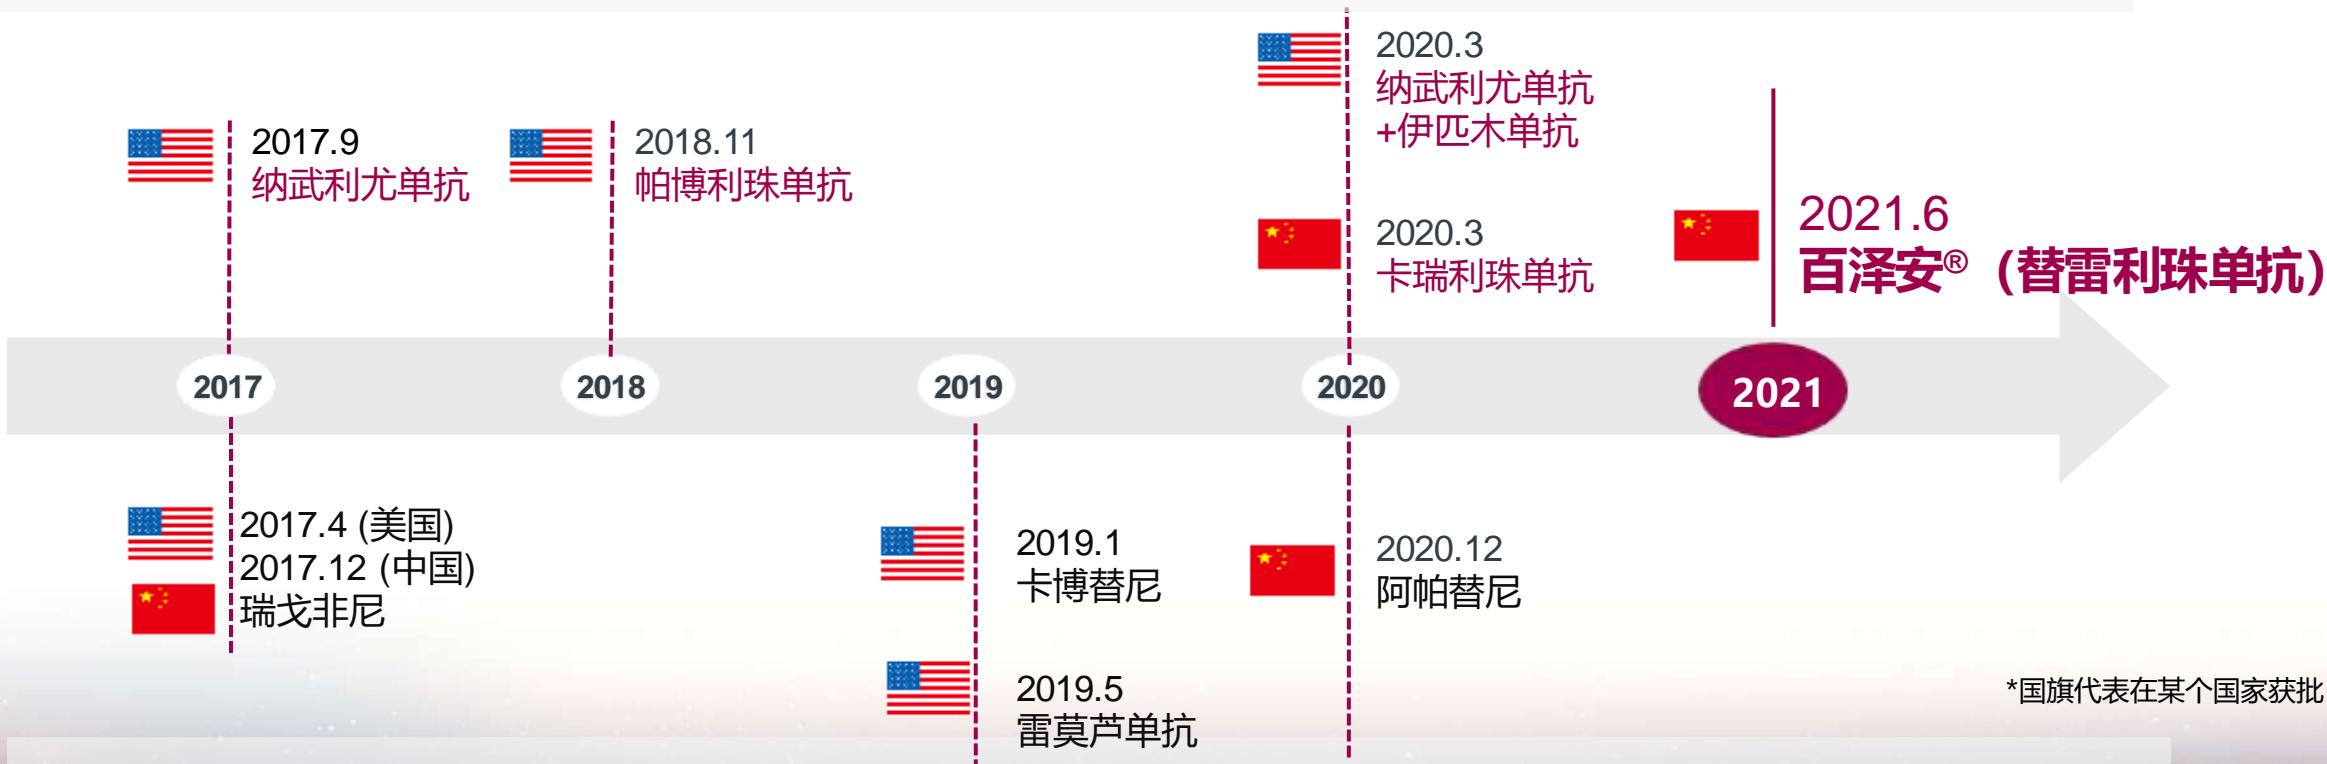 2020.3
纳武利尤单抗
+伊匹木单抗
2017.9
纳武利尤单抗
2018.11
帕博利珠单抗
2020.3
卡瑞利珠单抗
2021.6
百泽安®（替雷利珠单抗）
2017
2018
2019
2020
2021
2017.4 (美国)
2017.12 (中国)
瑞戈非尼
2019.1
卡博替尼
2020.12
阿帕替尼
2019.5
雷莫芦单抗
*国旗代表在某个国家获批